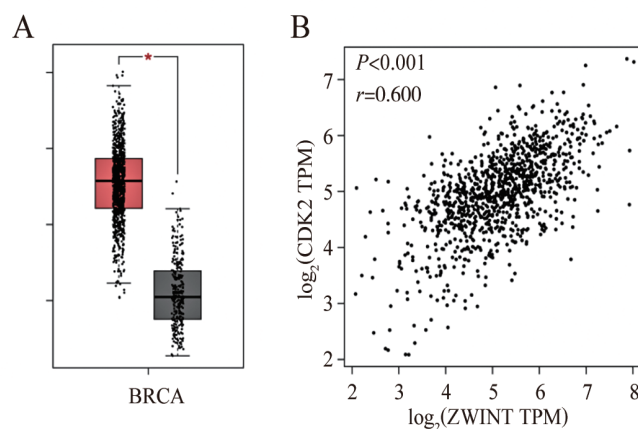 A
*
BRCA
B
P<0.001
r=0.600
log₂(CDK2 TPM)
7
6
5
4
3
2
2 3 4 5 6 7 8
log₂(ZWINT TPM)